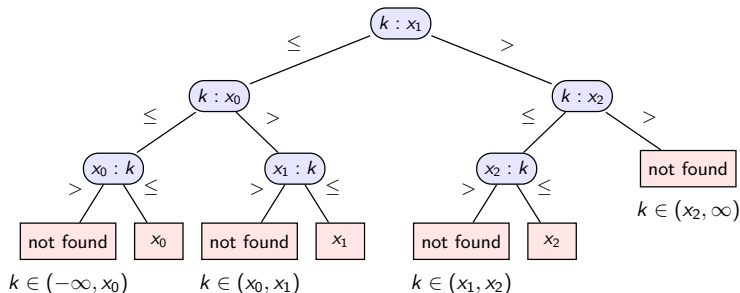 k : x₁
≤ >
k : x₀ k : x₂
≤ > ≤ >
x₀ : k x₁ : k x₂ : k not found
> ≤ > ≤ > ≤ k ∈ (x₂, ∞)
not found x₀ not found x₁ not found x₂
k ∈ (−∞, x₀) k ∈ (x₀, x₁) k ∈ (x₁, x₂)